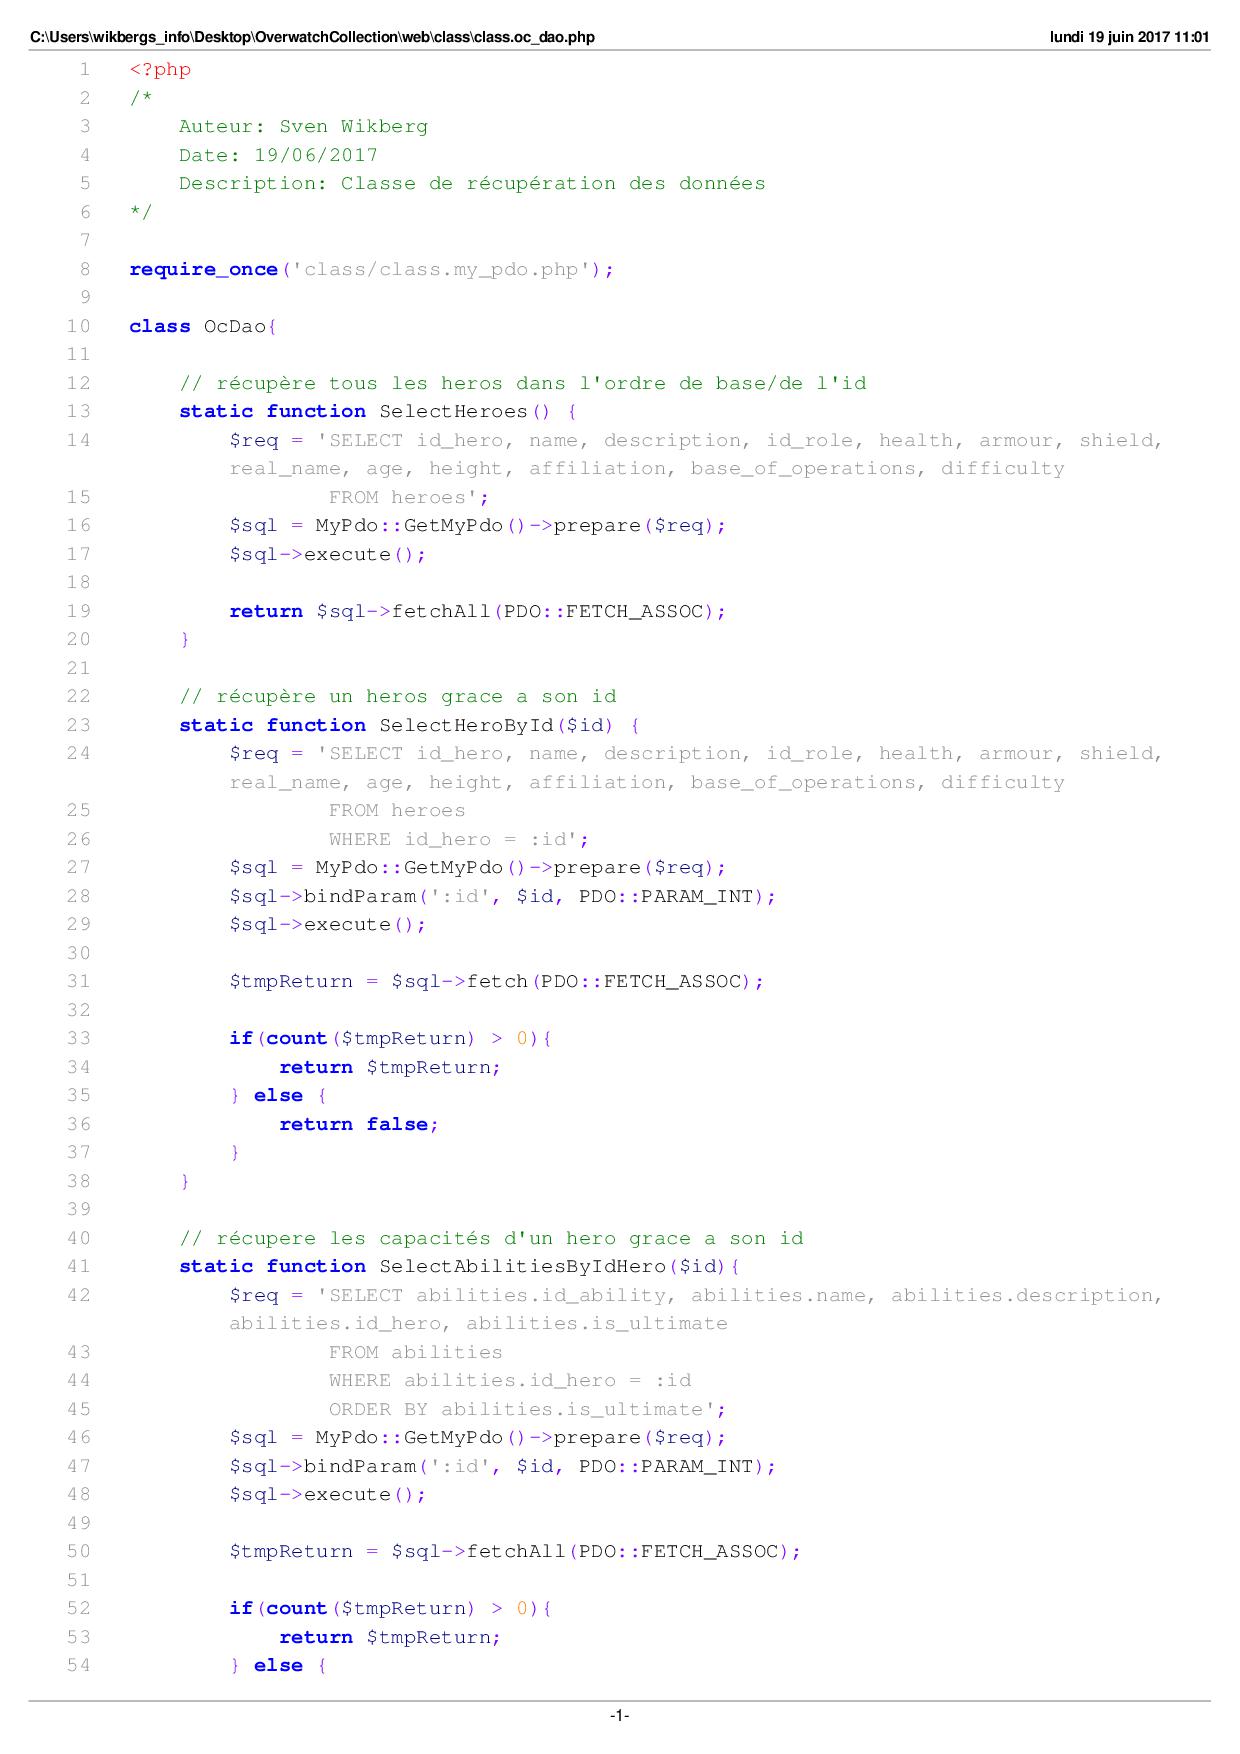 C:\Users\wikbergs_info\Desktop\OverwatchCollection\web\class\class.oc_dao.php lundi 19 juin 2017 11:01
1 <?php
2 /*
3     Auteur: Sven Wikberg
4     Date: 19/06/2017
5     Description: Classe de récupération des données
6 */
7
8 require_once('class/class.my_pdo.php');
9
10 class OcDao{
11
12     // récupère tous les heros dans l'ordre de base/de l'id
13     static function SelectHeroes() {
14         $req = 'SELECT id_hero, name, description, id_role, health, armour, shield,
real_name, age, height, affiliation, base_of_operations, difficulty
15                 FROM heroes';
16         $sql = MyPdo::GetMyPdo()->prepare($req);
17         $sql->execute();
18
19         return $sql->fetchAll(PDO::FETCH_ASSOC);
20     }
21
22     // récupère un heros grace a son id
23     static function SelectHeroById($id) {
24         $req = 'SELECT id_hero, name, description, id_role, health, armour, shield,
real_name, age, height, affiliation, base_of_operations, difficulty
25                 FROM heroes
26                 WHERE id_hero = :id';
27         $sql = MyPdo::GetMyPdo()->prepare($req);
28         $sql->bindParam(':id', $id, PDO::PARAM_INT);
29         $sql->execute();
30
31         $tmpReturn = $sql->fetch(PDO::FETCH_ASSOC);
32
33         if(count($tmpReturn) > 0){
34             return $tmpReturn;
35         } else {
36             return false;
37         }
38     }
39
40     // récupere les capacités d'un hero grace a son id
41     static function SelectAbilitiesByIdHero($id){
42         $req = 'SELECT abilities.id_ability, abilities.name, abilities.description,
abilities.id_hero, abilities.is_ultimate
43                 FROM abilities
44                 WHERE abilities.id_hero = :id
45                 ORDER BY abilities.is_ultimate';
46         $sql = MyPdo::GetMyPdo()->prepare($req);
47         $sql->bindParam(':id', $id, PDO::PARAM_INT);
48         $sql->execute();
49
50         $tmpReturn = $sql->fetchAll(PDO::FETCH_ASSOC);
51
52         if(count($tmpReturn) > 0){
53             return $tmpReturn;
54         } else {
-1-